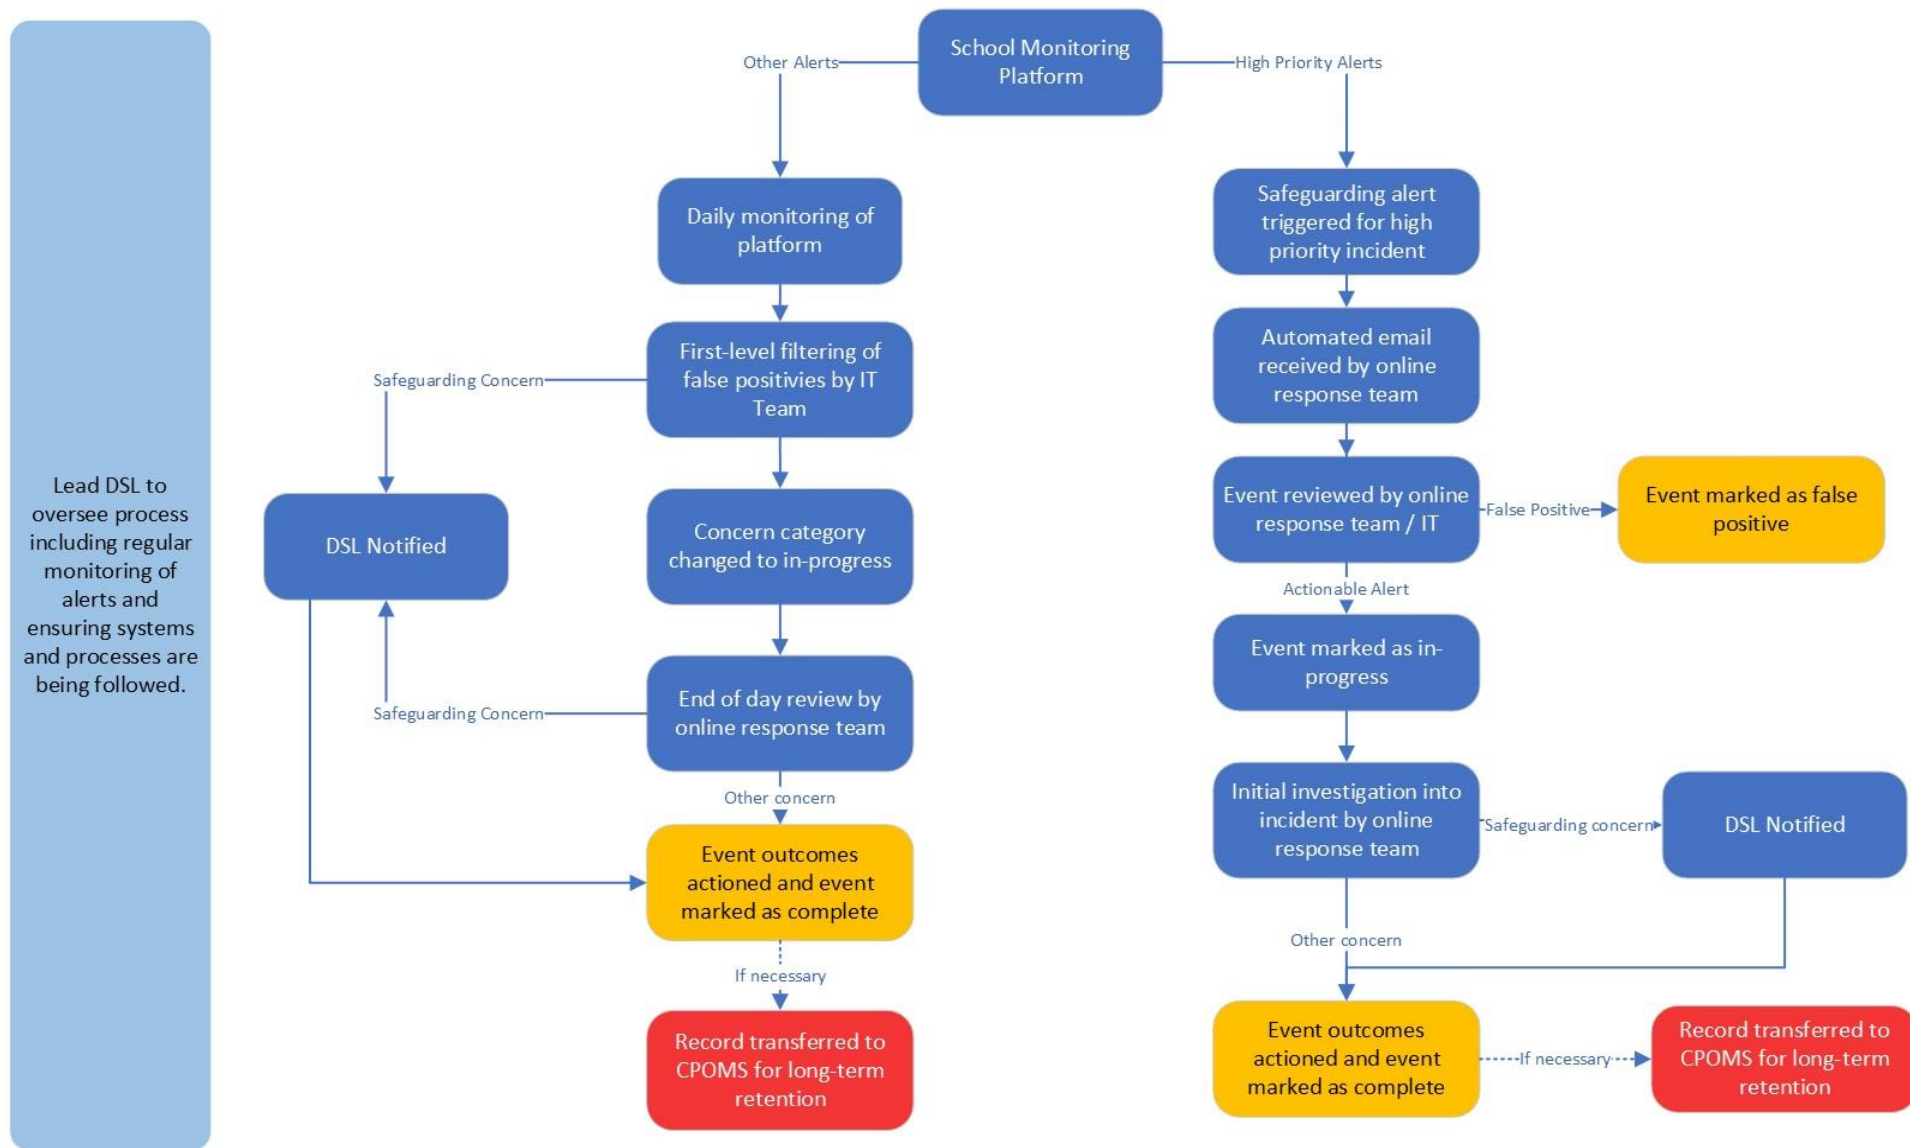 School Monitoring
Platform
Other Alerts
High Priority Alerts
Daily monitoring of
platform
Safeguarding alert
triggered for high
priority incident
First-level filtering of
false positivies by IT
Team
Safeguarding Concern
Automated email
received by online
response team
Lead DSL to
oversee process
including regular
monitoring of
alerts and
ensuring systems
and processes are
being followed.
DSL Notified
Concern category
changed to in-progress
Event reviewed by online
response team / IT
False Positive
Event marked as false
positive
Actionable Alert
Event marked as in-
progress
Safeguarding Concern
End of day review by
online response team
Other concern
Initial investigation into
incident by online
response team
Safeguarding concern
DSL Notified
Event outcomes
actioned and event
marked as complete
Other concern
If necessary
Record transferred to
CPOMS for long-term
retention
Event outcomes
actioned and event
marked as complete
If necessary
Record transferred to
CPOMS for long-term
retention